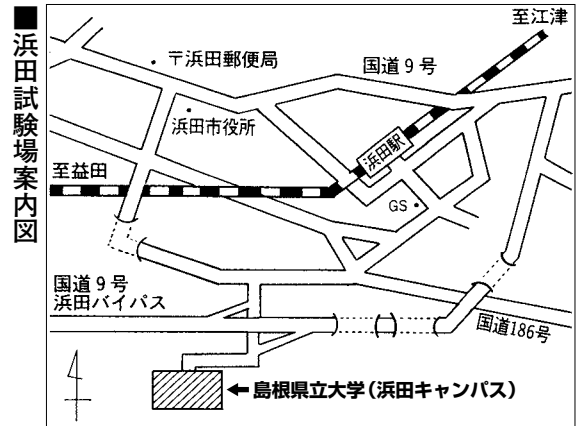 ■浜田試験場案内図
至江津
〒浜田郵便局
国道9号
浜田市役所
浜田駅
至益田
GS
国道9号
浜田バイパス
国道186号
←島根県立大学(浜田キャンパス)